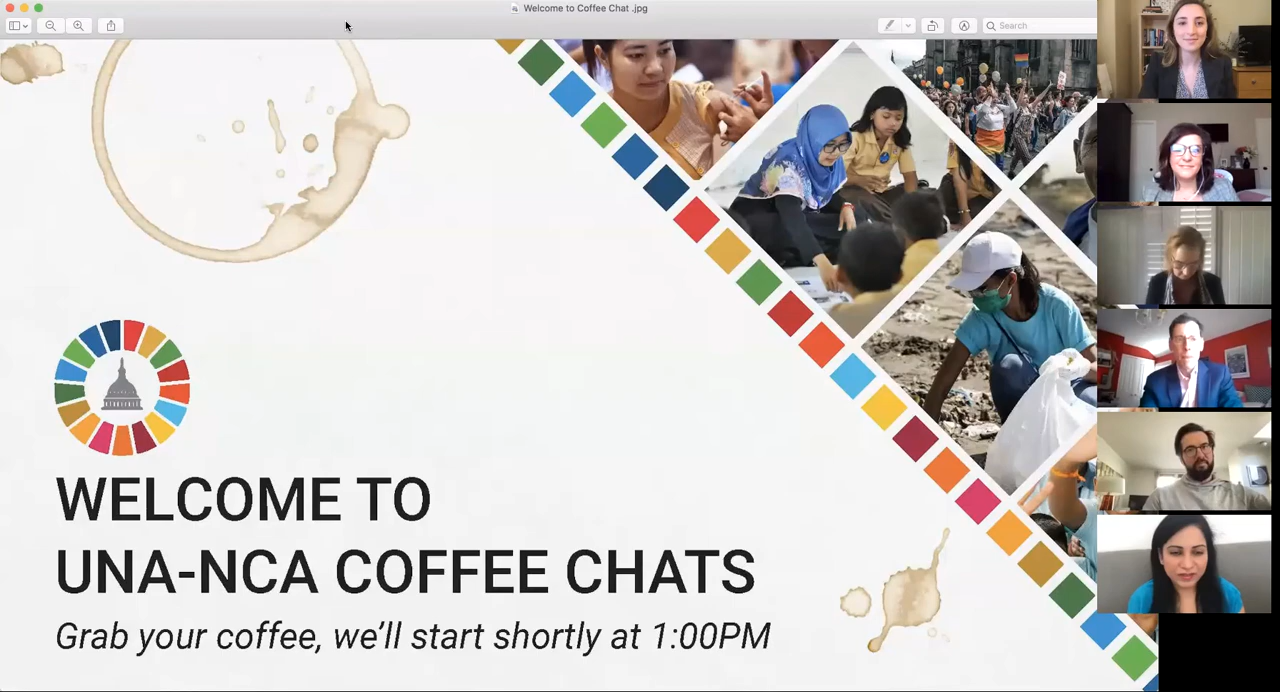 Welcome to Coffee Chat .jpg
Search
WELCOME TO
UNA-NCA COFFEE CHATS
Grab your coffee, we'll start shortly at 1:00PM